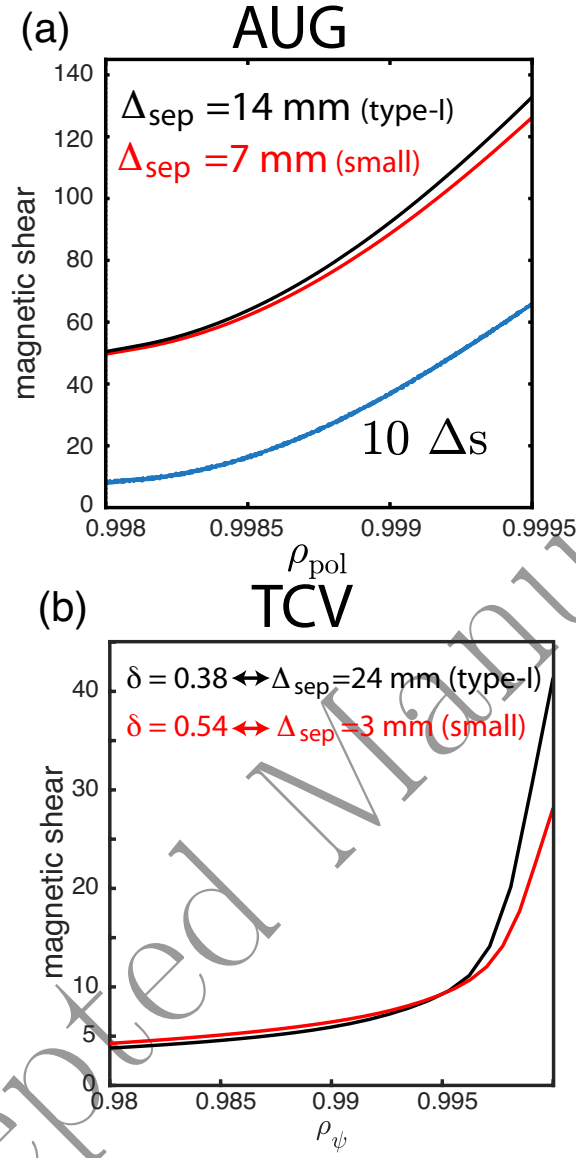 (a) AUG
140
120
100
80
60
40
20
0
magnetic shear
Δsep =14 mm (type-I)
Δsep =7 mm (small)
10 Δs
0.998 0.9985 0.999 0.9995
ρpol
(b) TCV
40
30
20
10
5
0
magnetic shear
δ = 0.38 ↔ Δsep=24 mm (type-I)
δ = 0.54 ↔ Δsep =3 mm (small)
0.98 0.985 0.99 0.995
ρψ
epted Manu